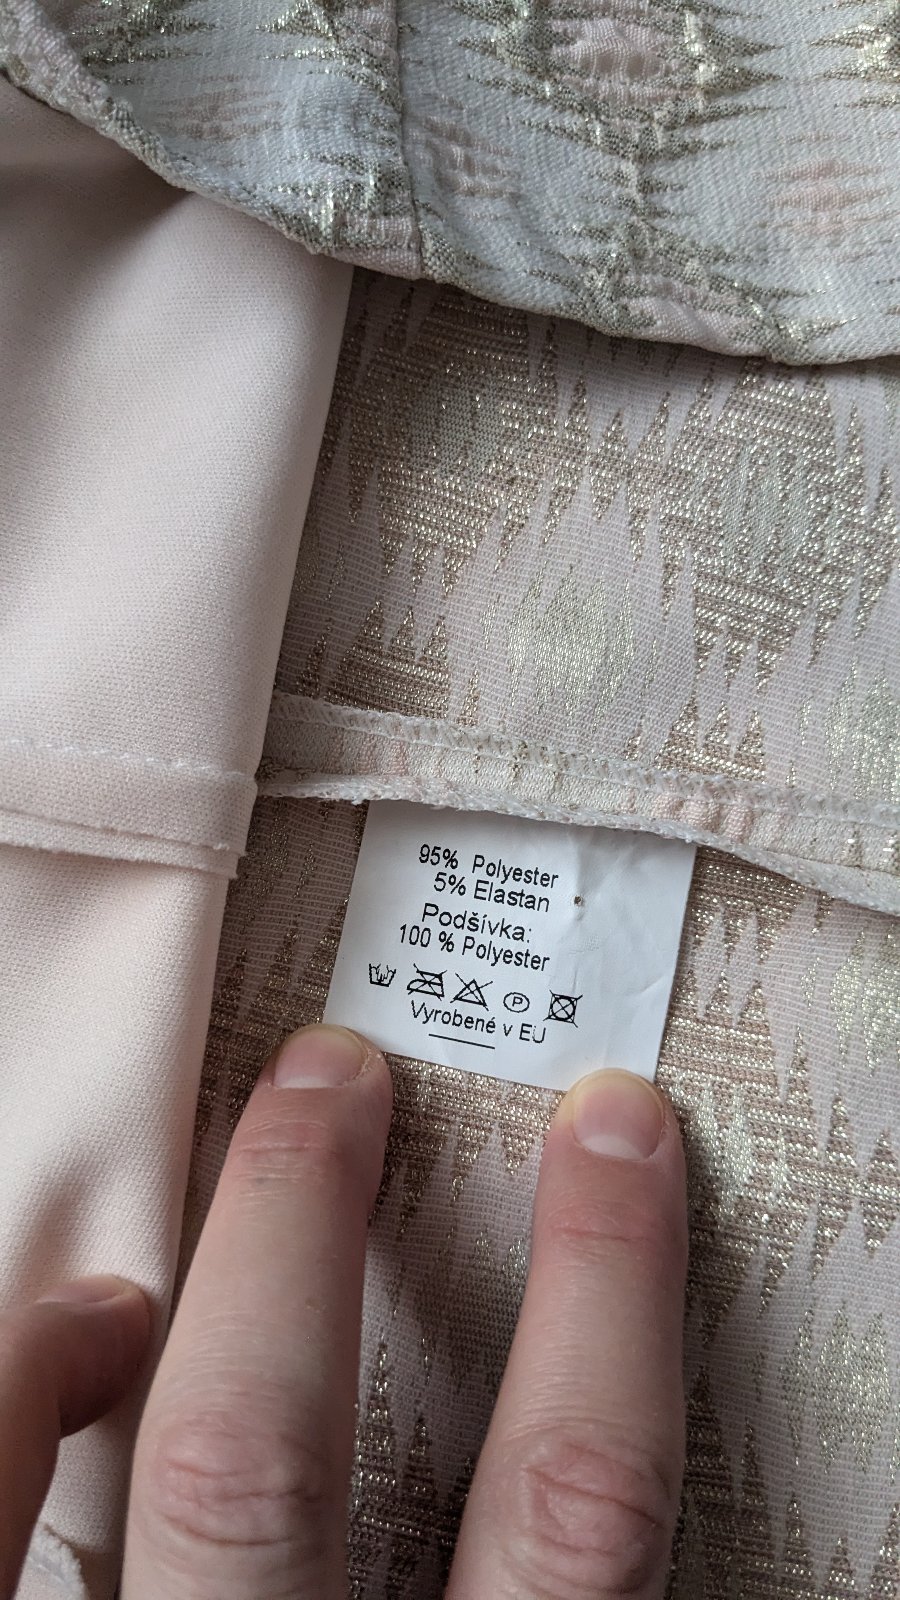 95% Polyester
5% Elastan
Podšívka:
100 % Polyester
P
Vyrobené v EU